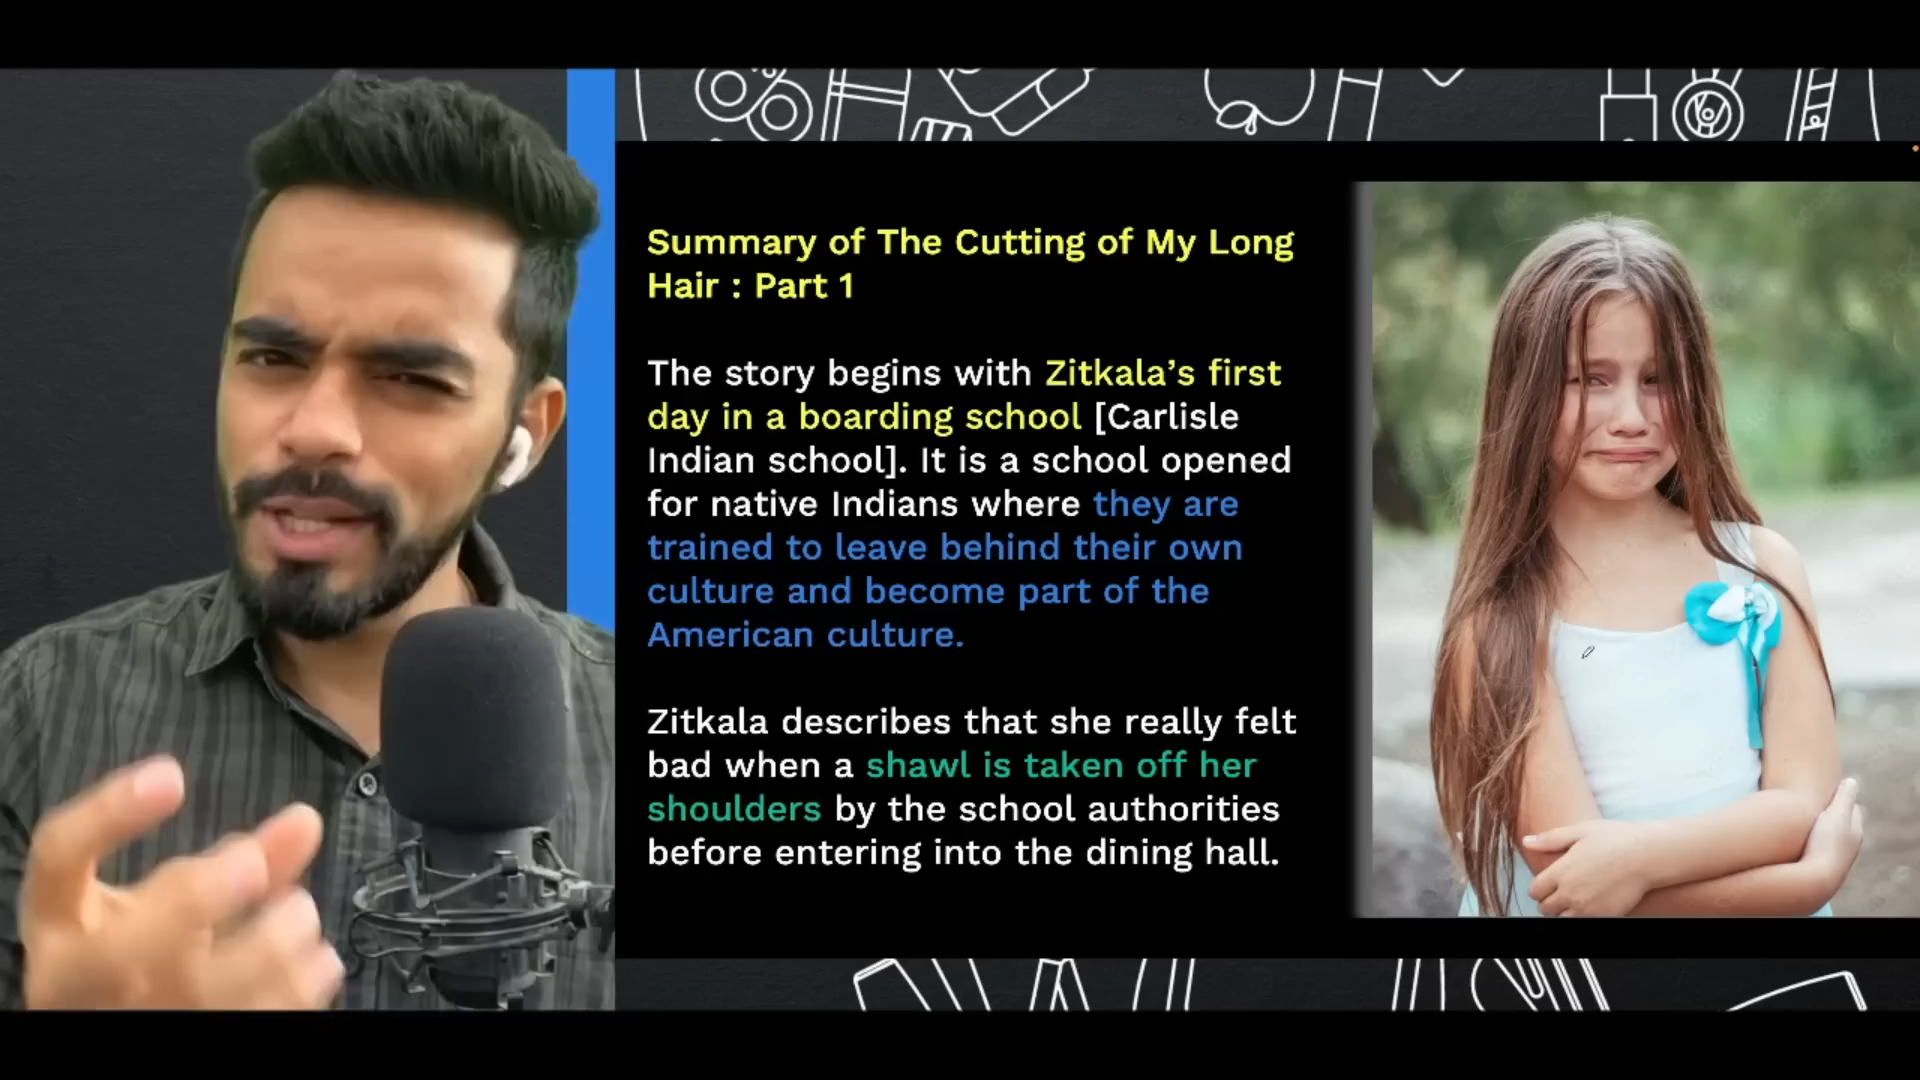 Summary of The Cutting of My Long
Hair : Part 1
The story begins with Zitkala’s first
day in a boarding school [Carlisle
Indian school]. It is a school opened
for native Indians where they are
trained to leave behind their own
culture and become part of the
American culture.
Zitkala describes that she really felt
bad when a shawl is taken off her
shoulders by the school authorities
before entering into the dining hall.